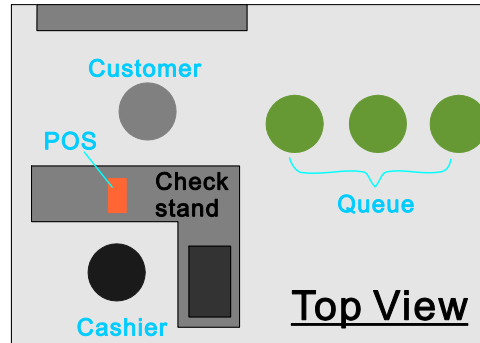 Customer
POS
Check
stand
Queue
Cashier
Top View